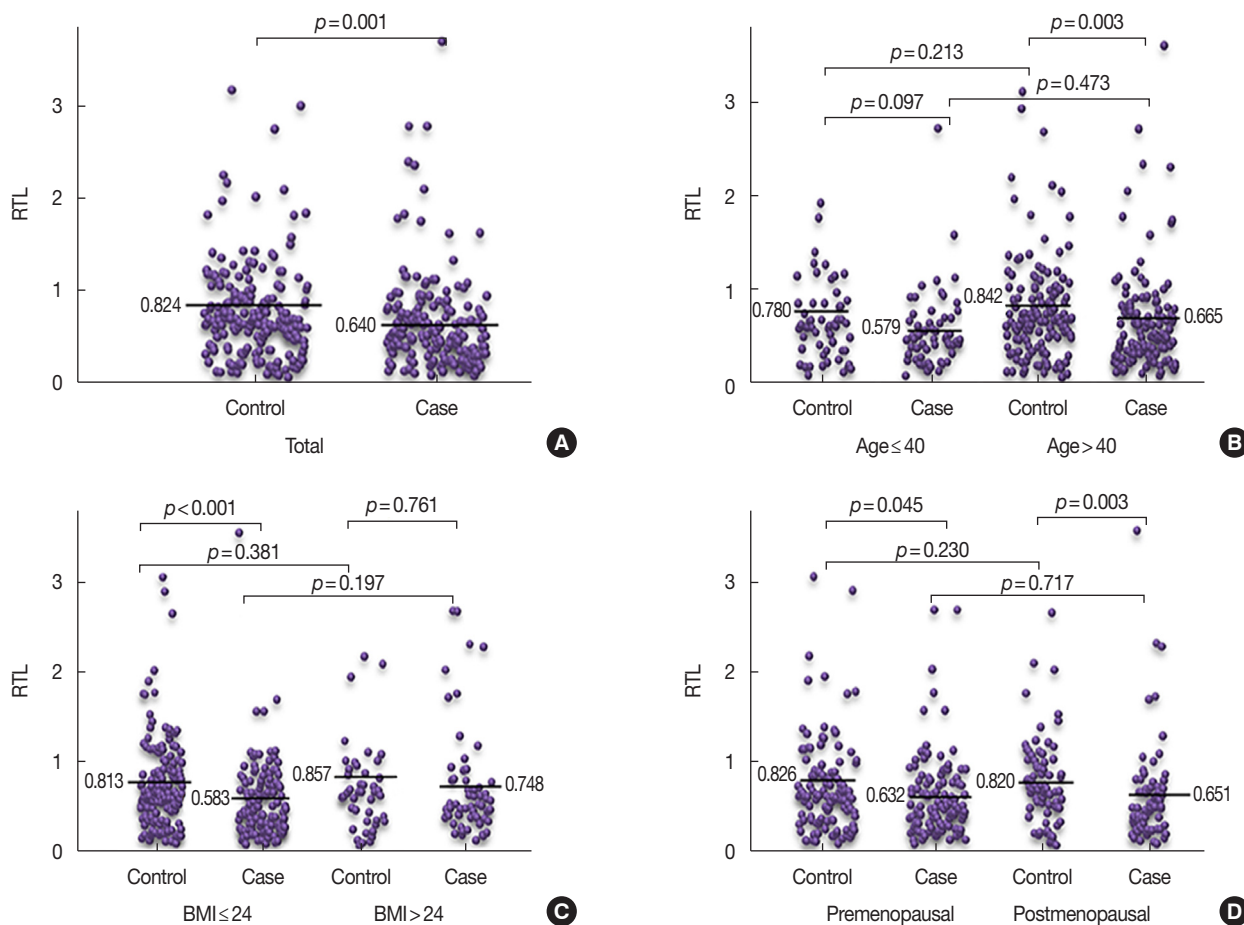 p=0.001
3
2
1
0
RTL
0.824
0.640
Control Case
Total
A
p=0.003
p=0.213
p=0.473
p=0.097
3
2
1
0
RTL
0.780
0.579
0.842
0.665
Control Case Control Case
Age≤40 Age>40
B
p<0.001
p=0.761
p=0.381
p=0.197
3
2
1
0
RTL
0.813
0.583
0.857
0.748
Control Case Control Case
BMI≤24 BMI>24
C
p=0.045
p=0.003
p=0.230
p=0.717
3
2
1
0
RTL
0.826
0.632
0.820
0.651
Control Case Control Case
Premenopausal Postmenopausal
D